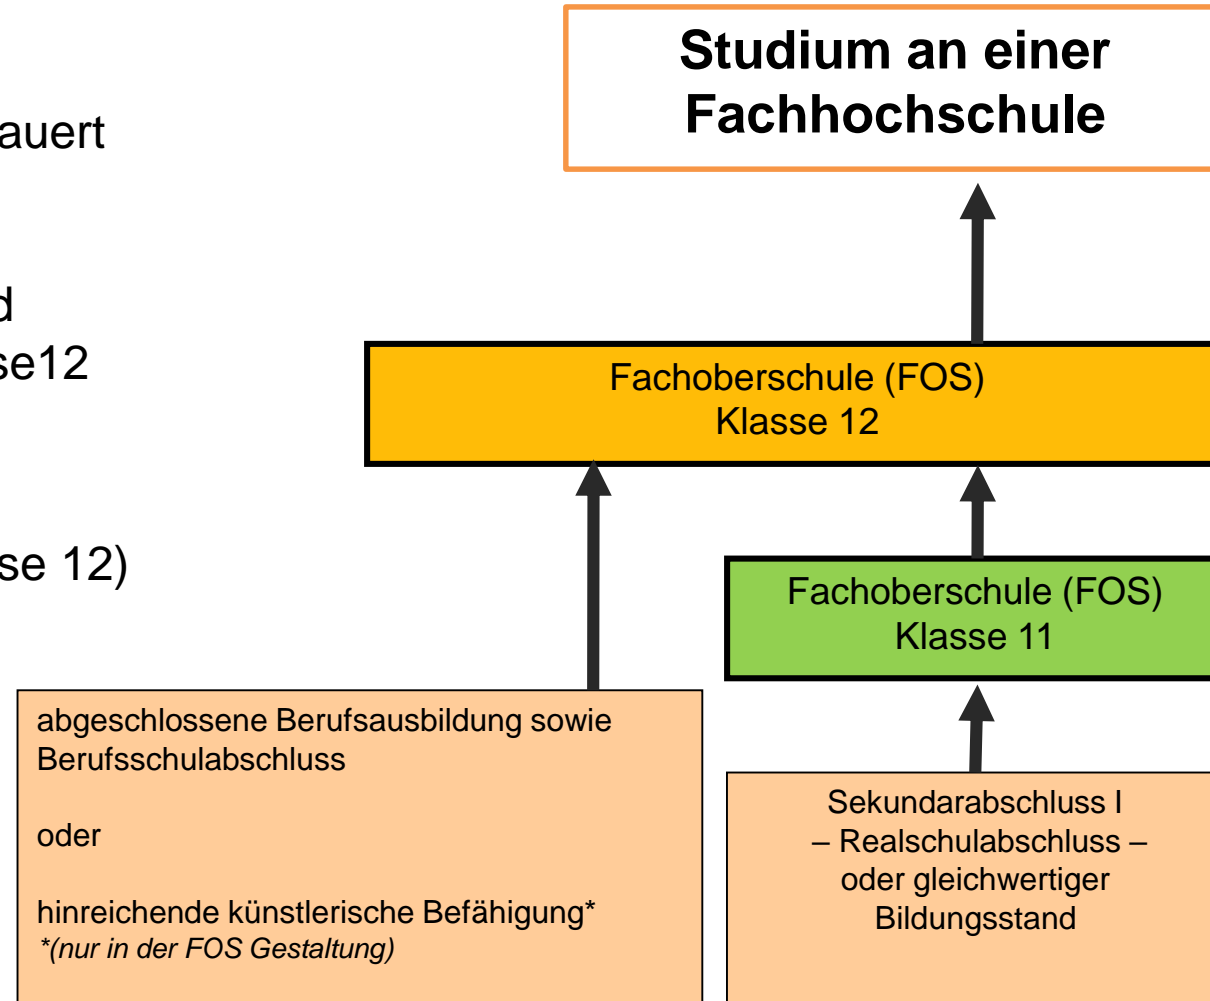 auert
d
se12
se 12)
Studium an einer
Fachhochschule
Fachoberschule (FOS)
Klasse 12
Fachoberschule (FOS)
Klasse 11
abgeschlossene Berufsausbildung sowie
Berufsschulabschluss
oder
hinreichende künstlerische Befähigung*
*(nur in der FOS Gestaltung)
Sekundarabschluss I
– Realschulabschluss –
oder gleichwertiger
Bildungsstand